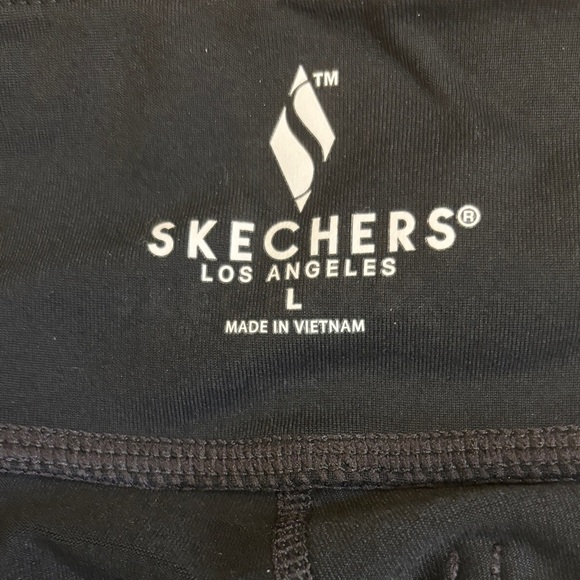 TM
SKECHERS®
LOS ANGELES
L
MADE IN VIETNAM